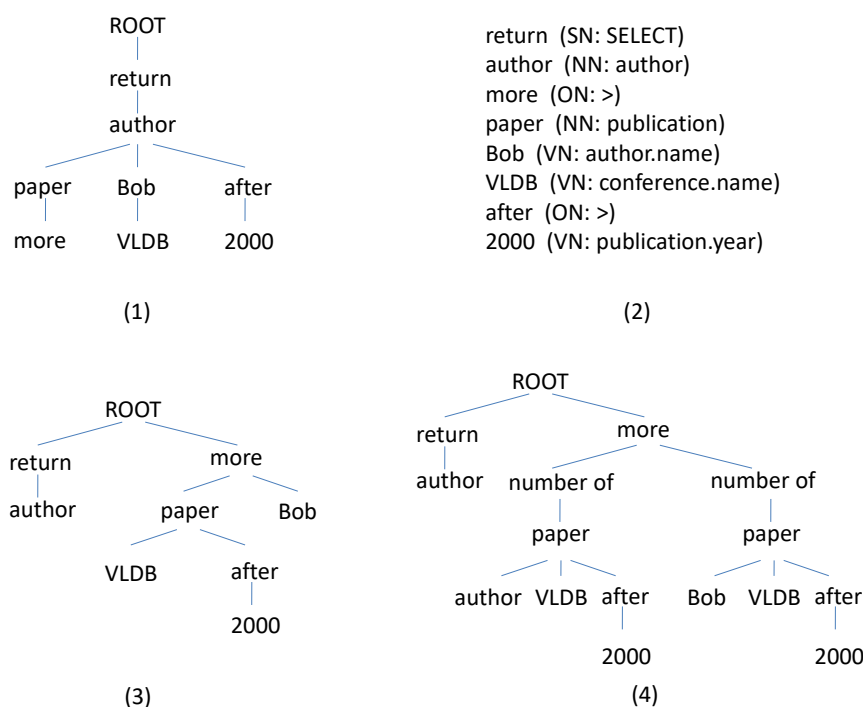 ROOT
return
author
paper Bob after
more VLDB 2000
(1)
return (SN: SELECT)
author (NN: author)
more (ON: >)
paper (NN: publication)
Bob (VN: author.name)
VLDB (VN: conference.name)
after (ON: >)
2000 (VN: publication.year)
(2)
ROOT
return more
author paper Bob
VLDB after
2000
(3)
ROOT
return more
author number of number of
paper paper
author VLDB after Bob VLDB after
2000 2000
(4)